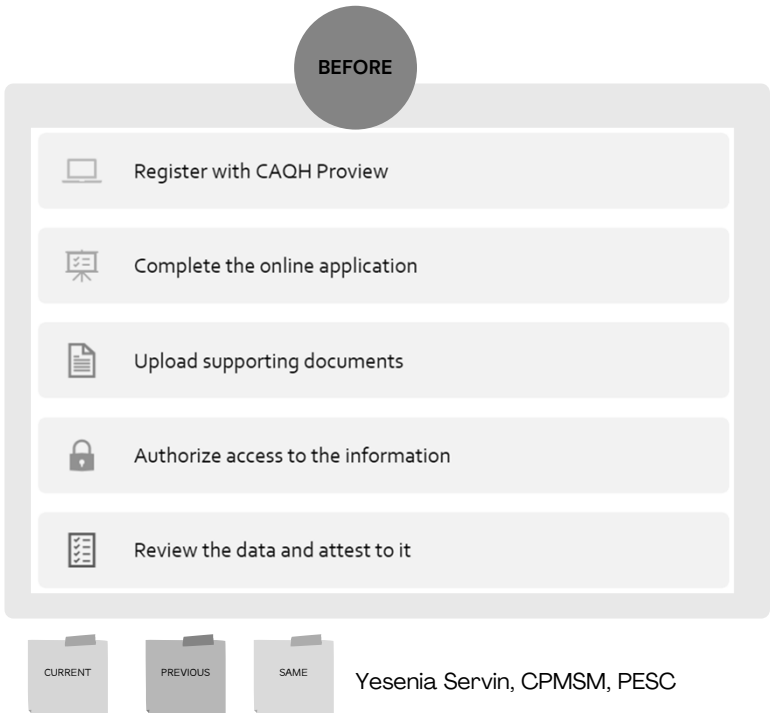 BEFORE
Register with CAQH Proview
Complete the online application
Upload supporting documents
Authorize access to the information
Review the data and attest to it
CURRENT
PREVIOUS
SAME
Yesenia Servin, CPMSM, PESC